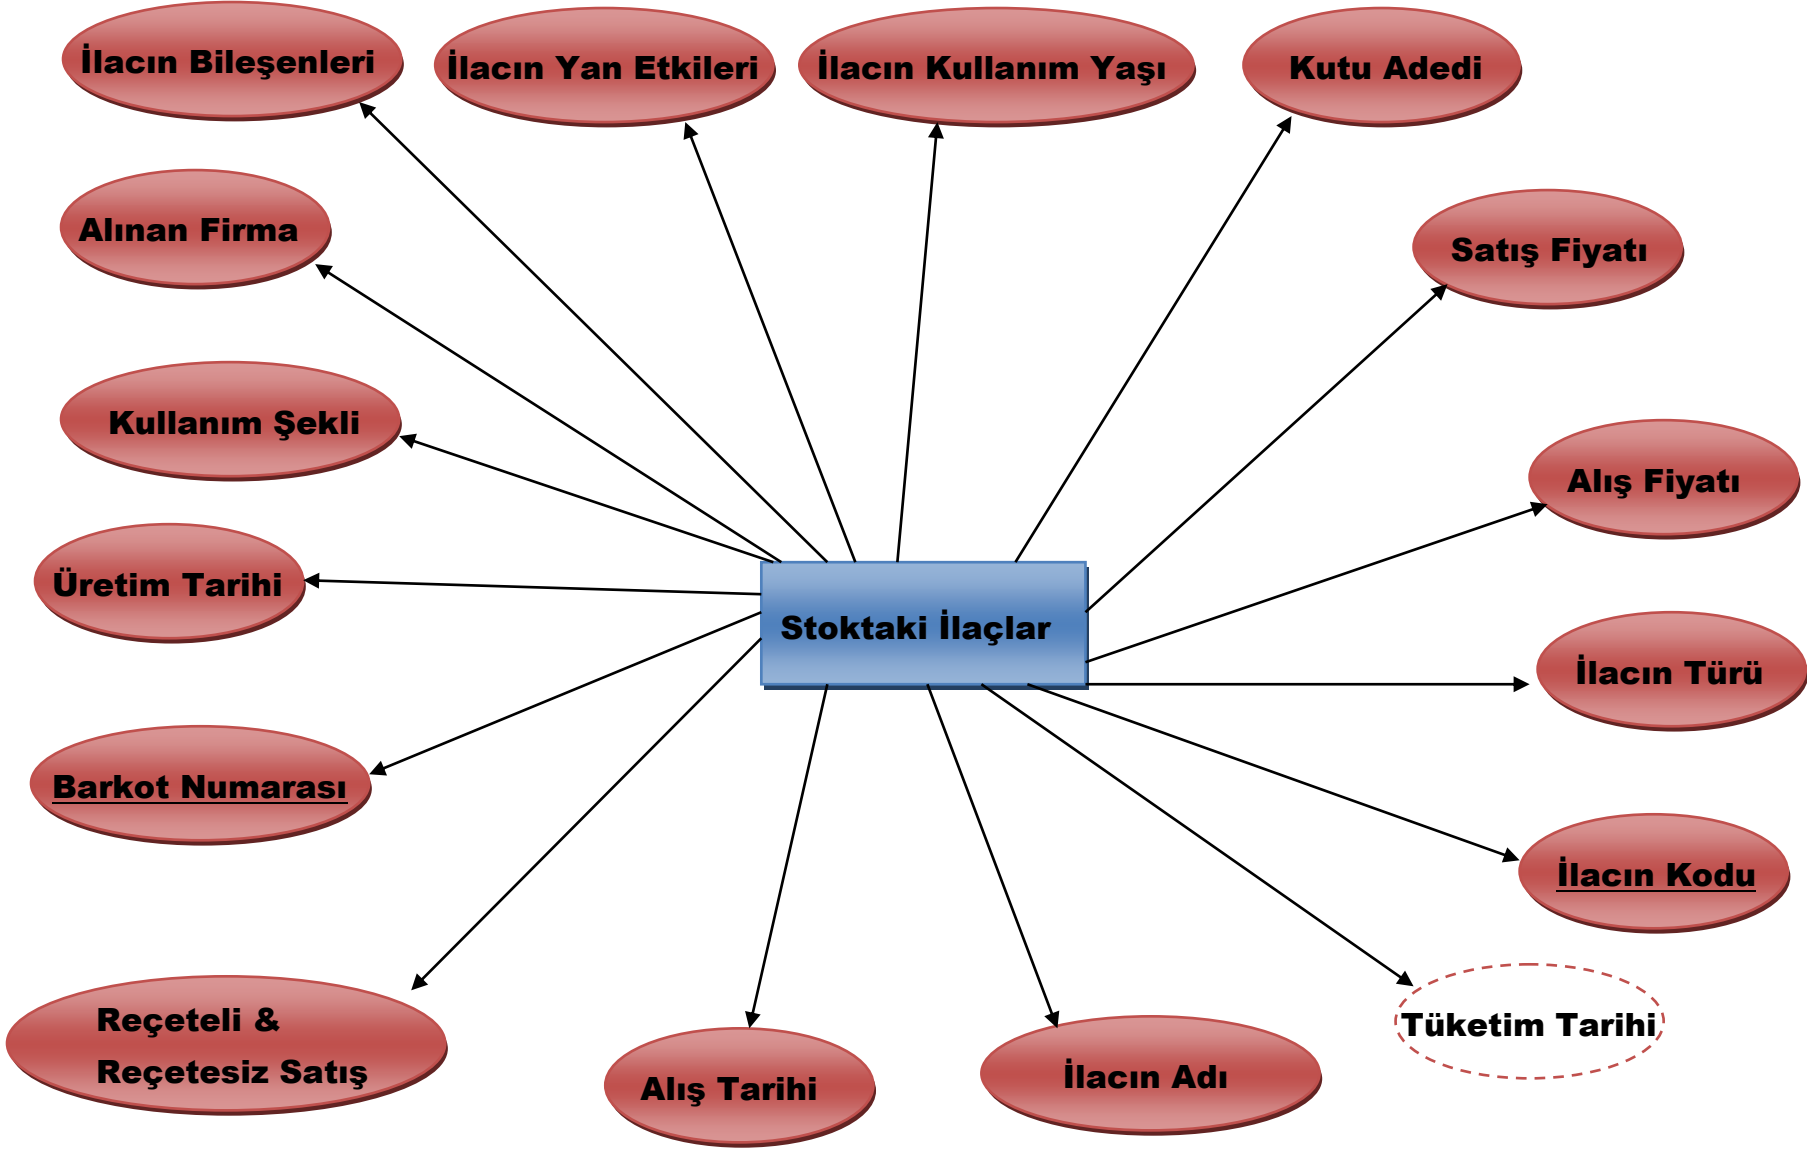 İlacın Bileşenleri
İlacın Yan Etkileri
İlacın Kullanım Yaşı
Kutu Adedi
Alınan Firma
Satış Fiyatı
Kullanım Şekli
Alış Fiyatı
Üretim Tarihi
Stoktaki İlaçlar
İlacın Türü
Barkot Numarası
İlacın Kodu
Reçeteli &
Reçetesiz Satış
Alış Tarihi
İlacın Adı
Tüketim Tarihi